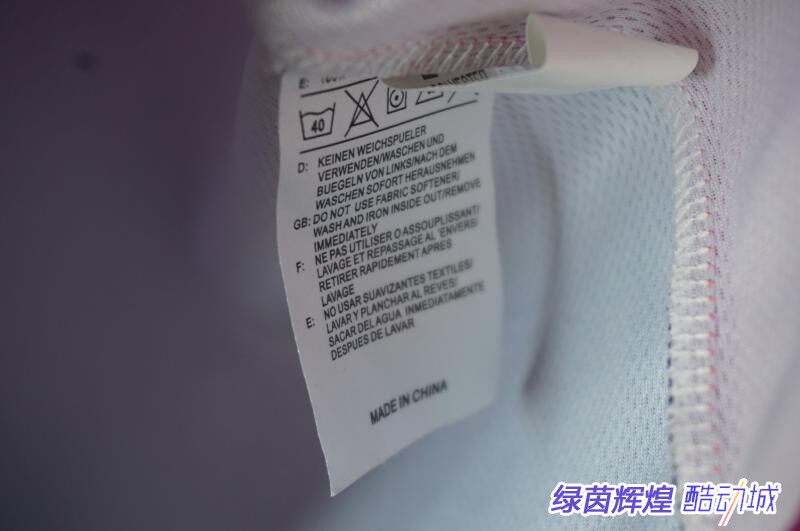 40
D: KEINEN WEICHSPUELER
VERWENDEN/WASCHEN UND
BUEGELN VON LINKS/NACH DEM
WASCHEN SOFORT HERAUSNEHMEN
GB: DO NOT USE FABRIC SOFTENER/
WASH AND IRON INSIDE OUT/REMOVE
IMMEDIATELY
F: NE PAS UTILISER O ASSOUPLISSANT/
LAVAGE ET REPASSAGE AL 'ENVERS/
RETIRER RAPIDEMENT APRES
LAVAGE
E: NO USAR SUAVIZANTES TEXTILES/
LAVAR Y PLANCHAR AL REVES/
SACAR DEL AGUA INMEDIATAMENTE
DESPUES DE LAVAR
MADE IN CHINA
绿茵辉煌 酷动城